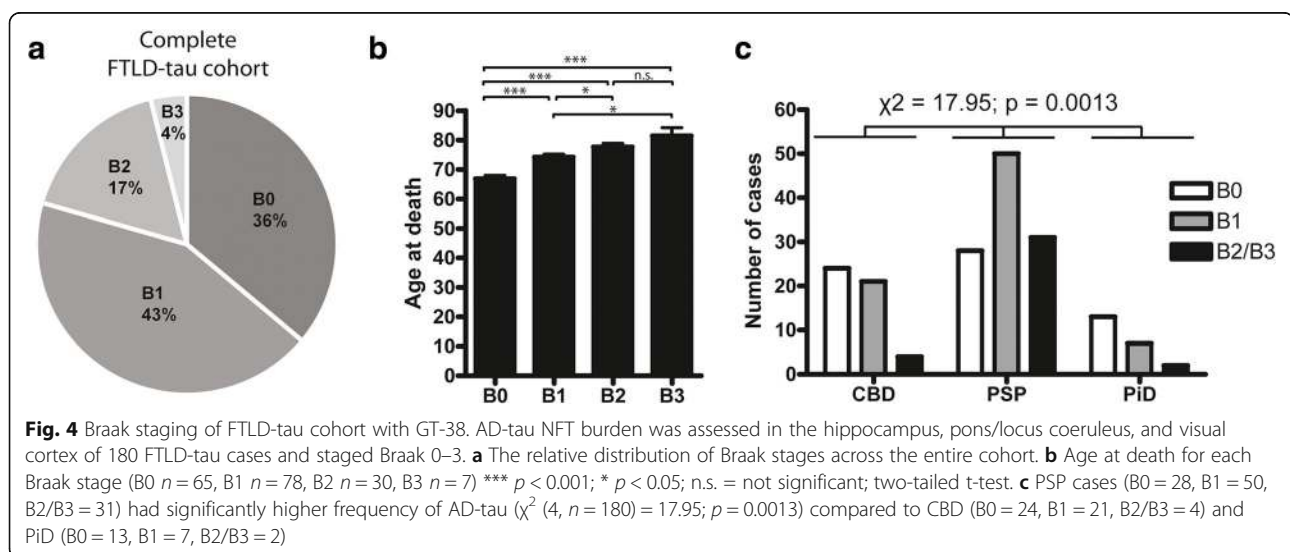 a
Complete
FTLD-tau cohort
B3
4%
B2
17%
B0
36%
B1
43%
b
***
*** n.s.
*** *
*
Age at death
90
80
70
60
50
40
30
20
10
0
B0 B1 B2 B3
c
χ2 = 17.95; p = 0.0013
Number of cases
60
50
40
30
20
10
0
CBD PSP PiD
B0
B1
B2/B3
Fig. 4 Braak staging of FTLD-tau cohort with GT-38. AD-tau NFT burden was assessed in the hippocampus, pons/locus coeruleus, and visual
cortex of 180 FTLD-tau cases and staged Braak 0–3. a The relative distribution of Braak stages across the entire cohort. b Age at death for each
Braak stage (B0 n = 65, B1 n = 78, B2 n = 30, B3 n = 7) *** p < 0.001; * p < 0.05; n.s. = not significant; two-tailed t-test. c PSP cases (B0 = 28, B1 = 50,
B2/B3 = 31) had significantly higher frequency of AD-tau (χ² (4, n = 180) = 17.95; p = 0.0013) compared to CBD (B0 = 24, B1 = 21, B2/B3 = 4) and
PiD (B0 = 13, B1 = 7, B2/B3 = 2)